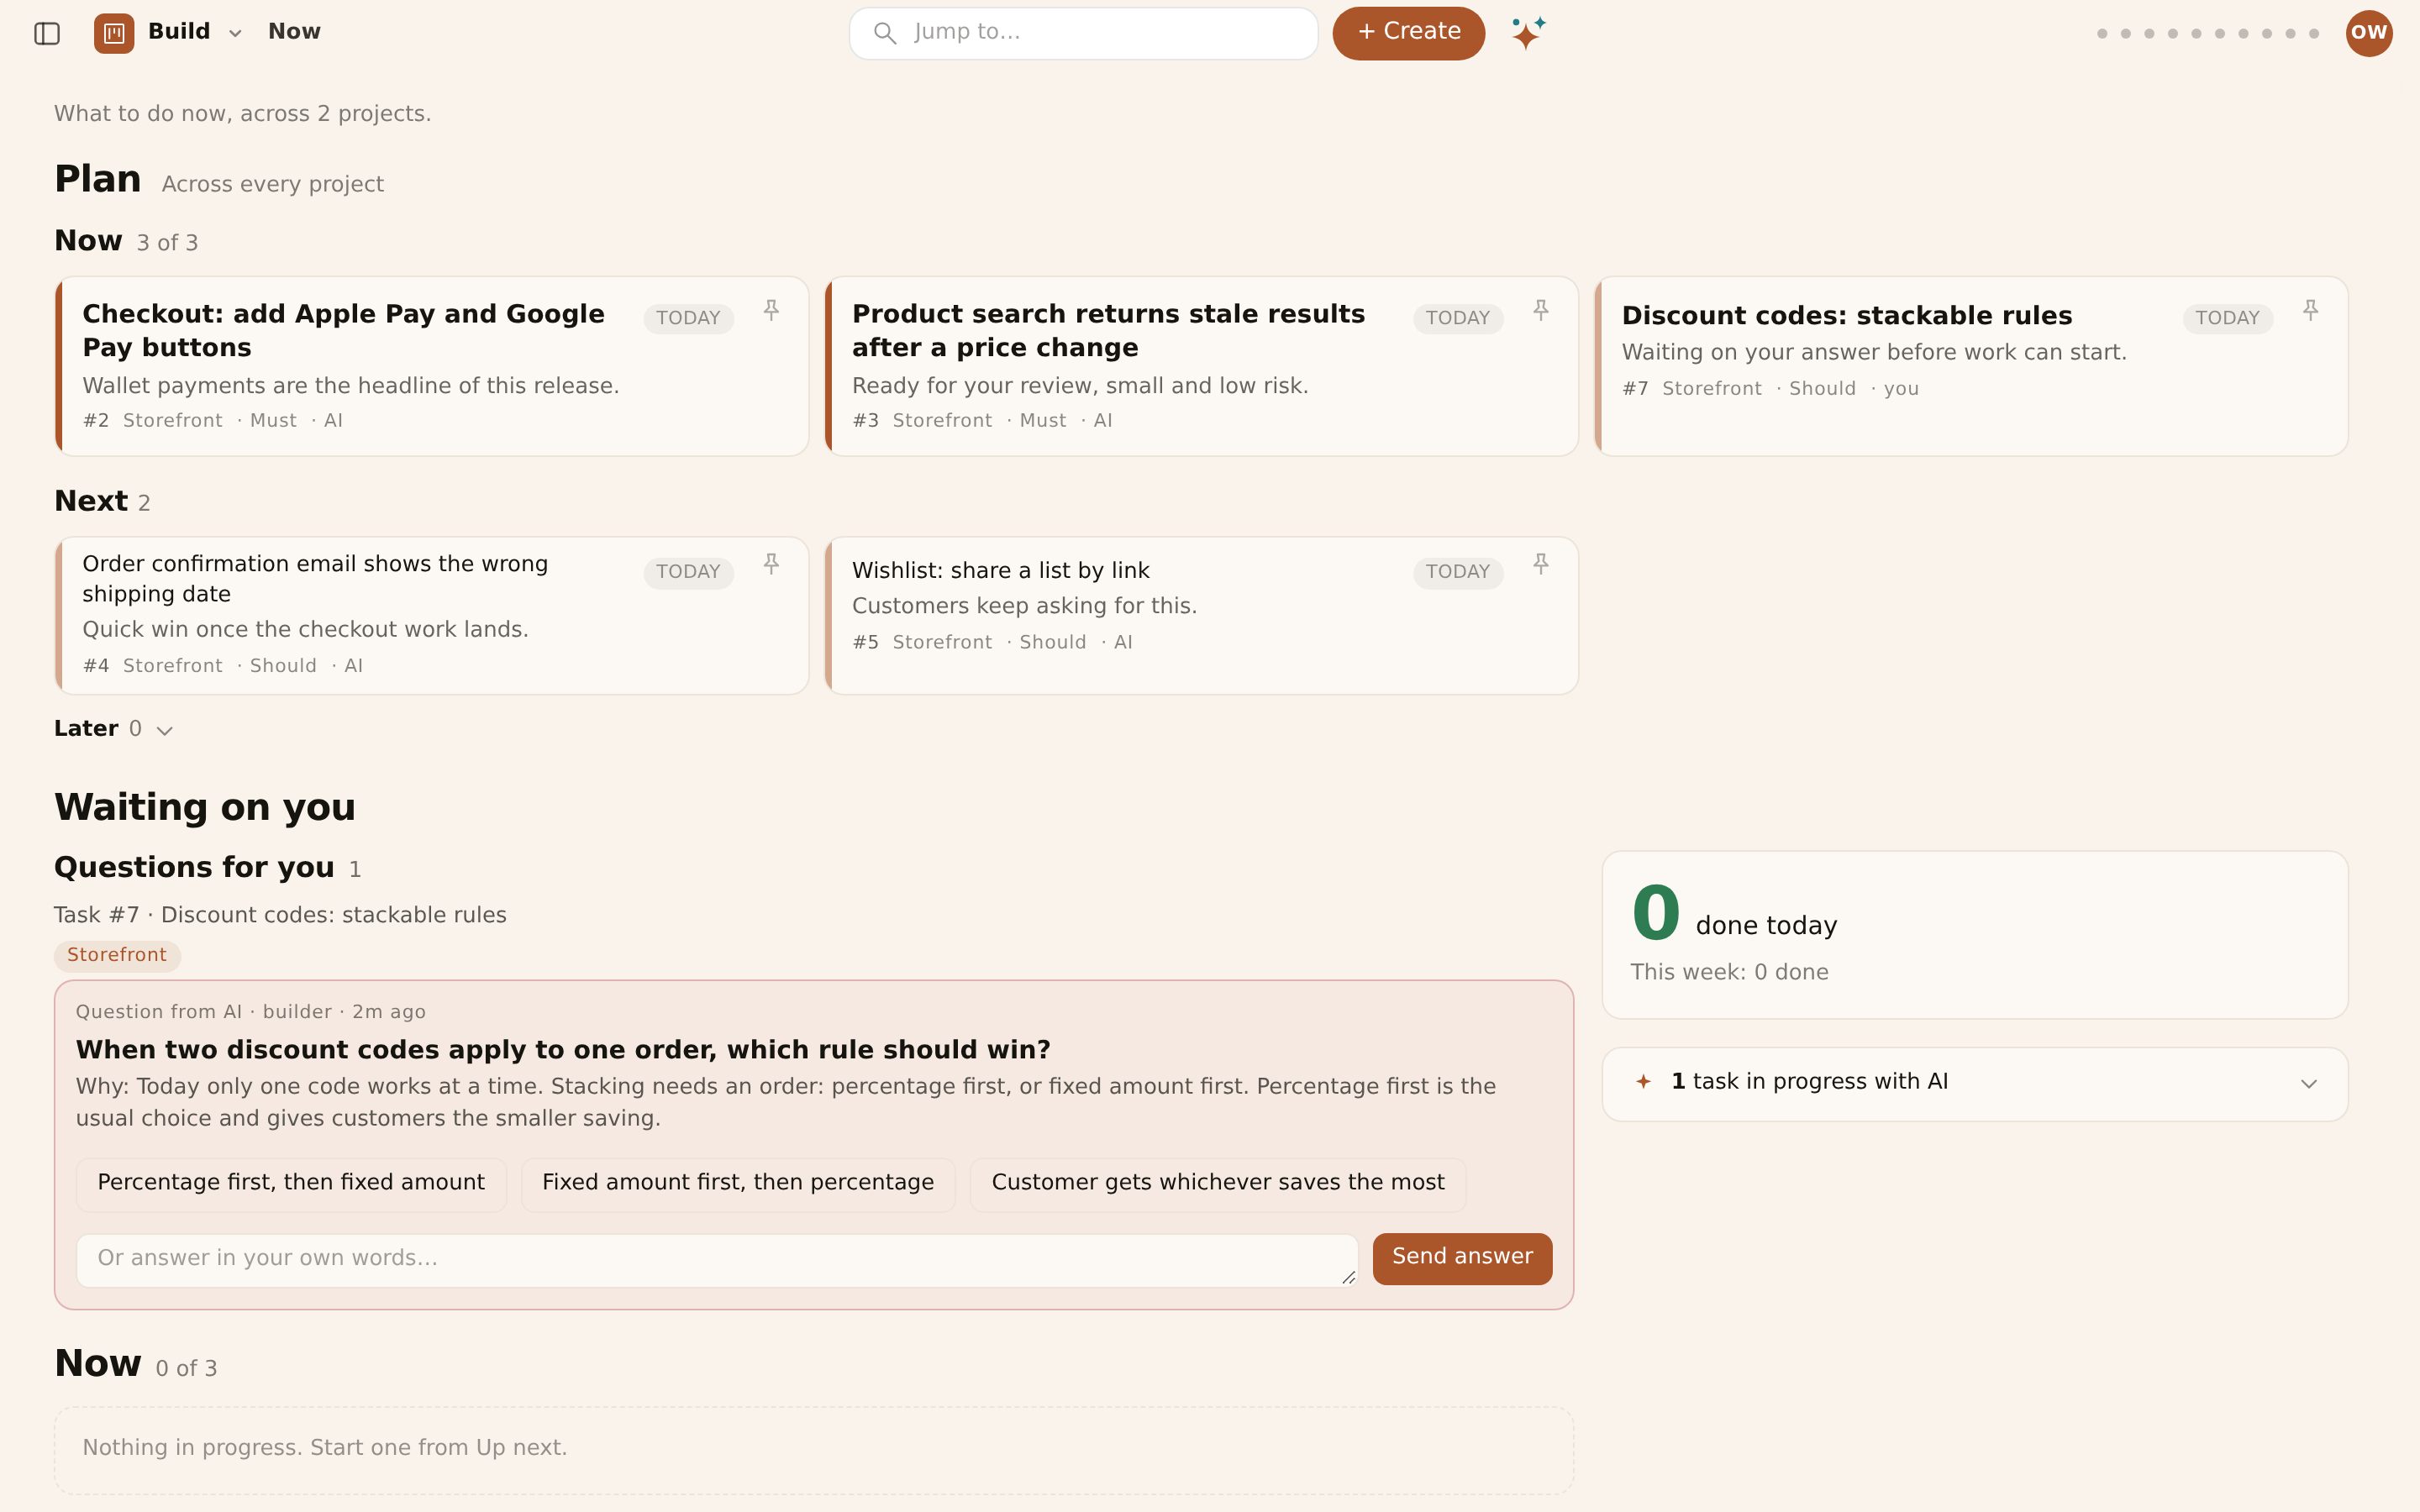 Build
Now
Jump to...
+ Create
OW
What to do now, across 2 projects.
Plan Across every project
Now 3 of 3
Checkout: add Apple Pay and Google
Pay buttons
TODAY
Wallet payments are the headline of this release.
#2 Storefront · Must · AI
Product search returns stale results
after a price change
TODAY
Ready for your review, small and low risk.
#3 Storefront · Must · AI
Discount codes: stackable rules
TODAY
Waiting on your answer before work can start.
#7 Storefront · Should · you
Next 2
Order confirmation email shows the wrong
shipping date
TODAY
Quick win once the checkout work lands.
#4 Storefront · Should · AI
Wishlist: share a list by link
TODAY
Customers keep asking for this.
#5 Storefront · Should · AI
Later 0
Waiting on you
Questions for you 1
Task #7 · Discount codes: stackable rules
Storefront
Question from AI · builder · 2m ago
When two discount codes apply to one order, which rule should win?
Why: Today only one code works at a time. Stacking needs an order: percentage first, or fixed amount first. Percentage first is the
usual choice and gives customers the smaller saving.
Percentage first, then fixed amount
Fixed amount first, then percentage
Customer gets whichever saves the most
Or answer in your own words...
Send answer
0 done today
This week: 0 done
1 task in progress with AI
Now 0 of 3
Nothing in progress. Start one from Up next.